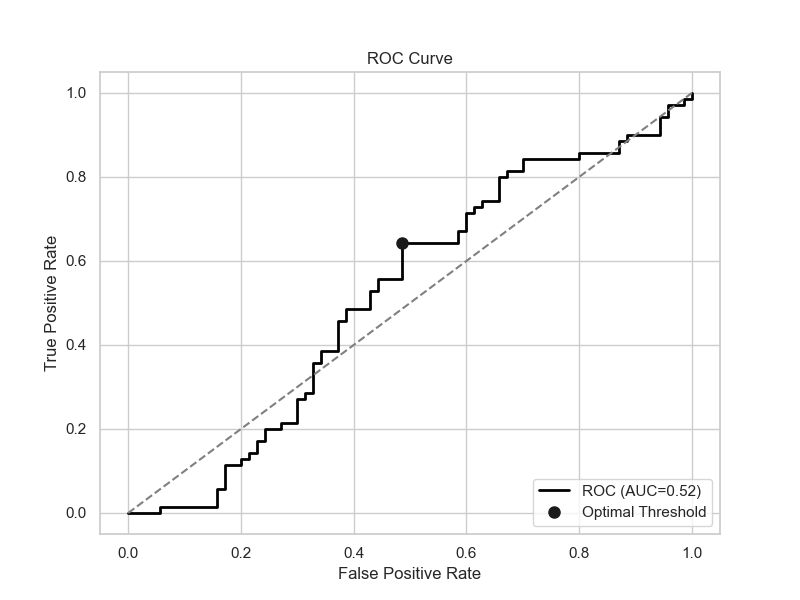 ROC Curve
True Positive Rate
1.0
0.8
0.6
0.4
0.2
0.0
ROC (AUC=0.52)
Optimal Threshold
0.0 0.2 0.4 0.6 0.8 1.0
False Positive Rate